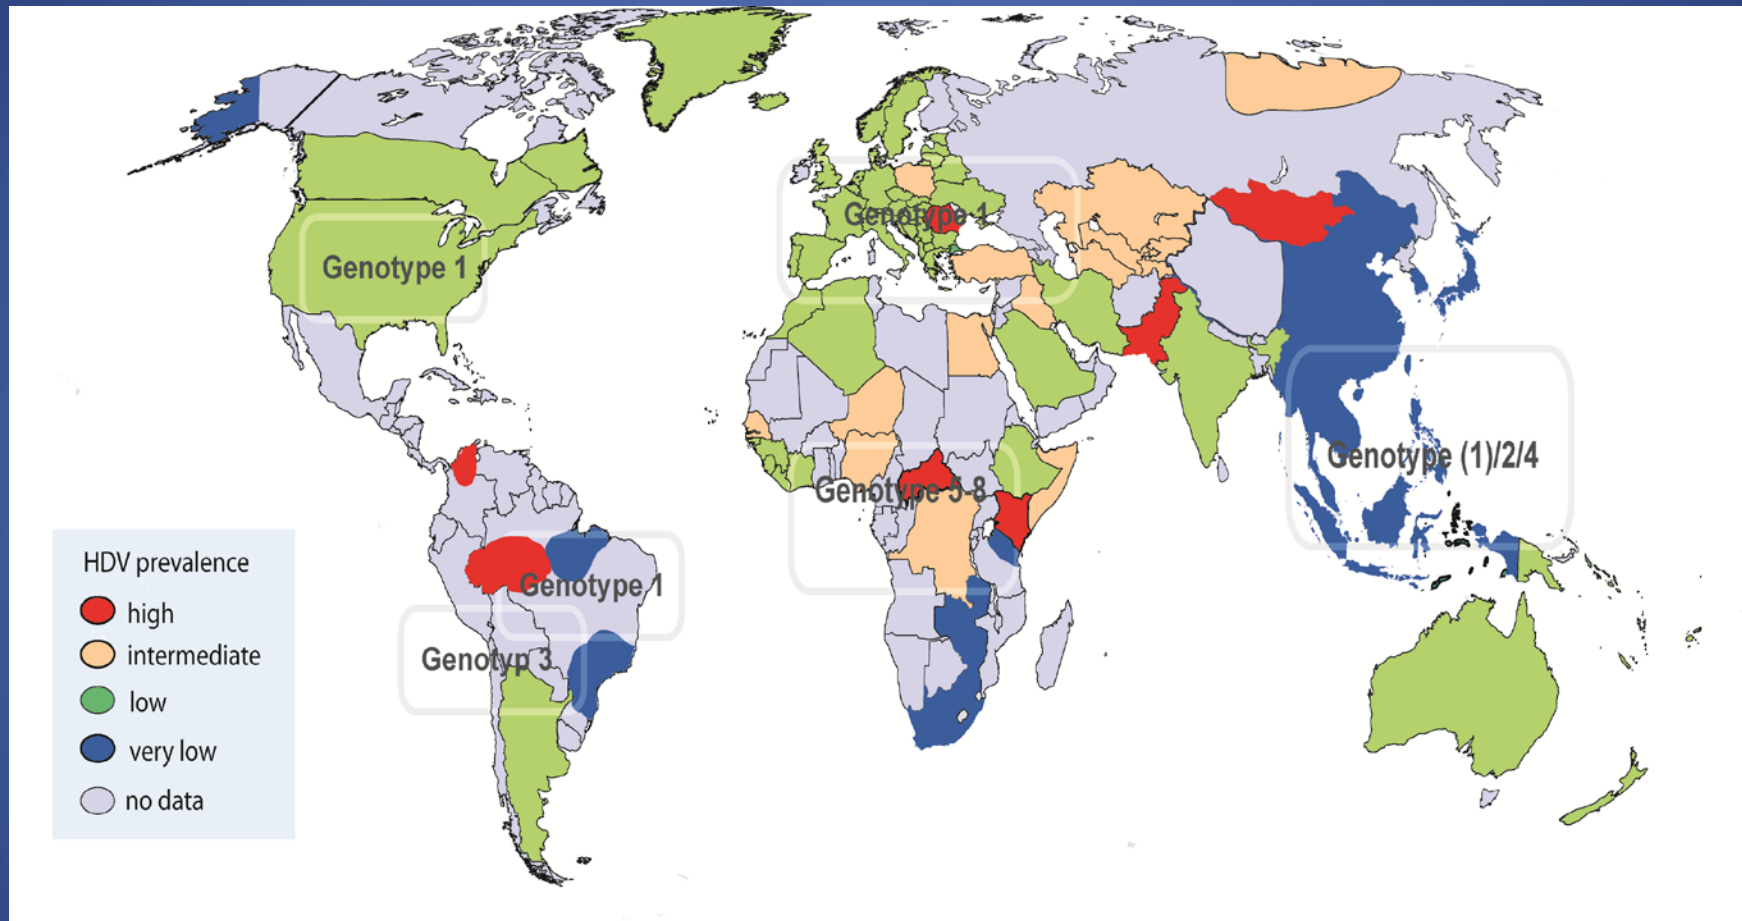 Genotype 1
Genotype 1
Genotype (1)/2/4
Genotype 5-8
Genotype 1
Genotyp 3
HDV prevalence
high
intermediate
low
very low
no data